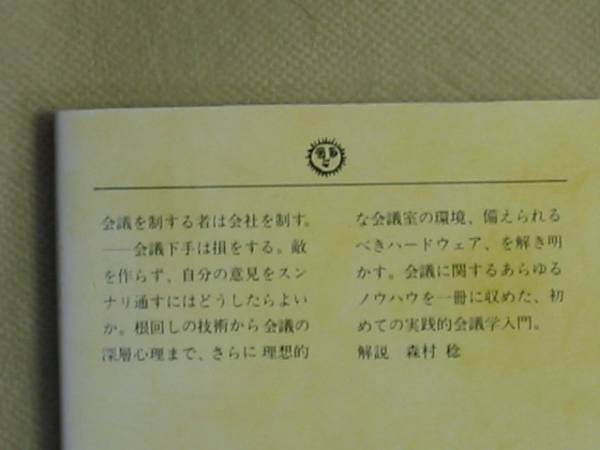 会議を制する者は会社を制す。
──会議下手は損をする。敵
を作らず、自分の意見をスン
ナリ通すにはどうしたらよい
か。根回しの技術から会議の
深層心理まで、さらに理想的
な会議室の環境、備えられる
べきハードウェア、を解き明
かす。会議に関するあらゆる
ノウハウを一冊に収めた、初
めての実践的会議学入門。
解説　森村 稔